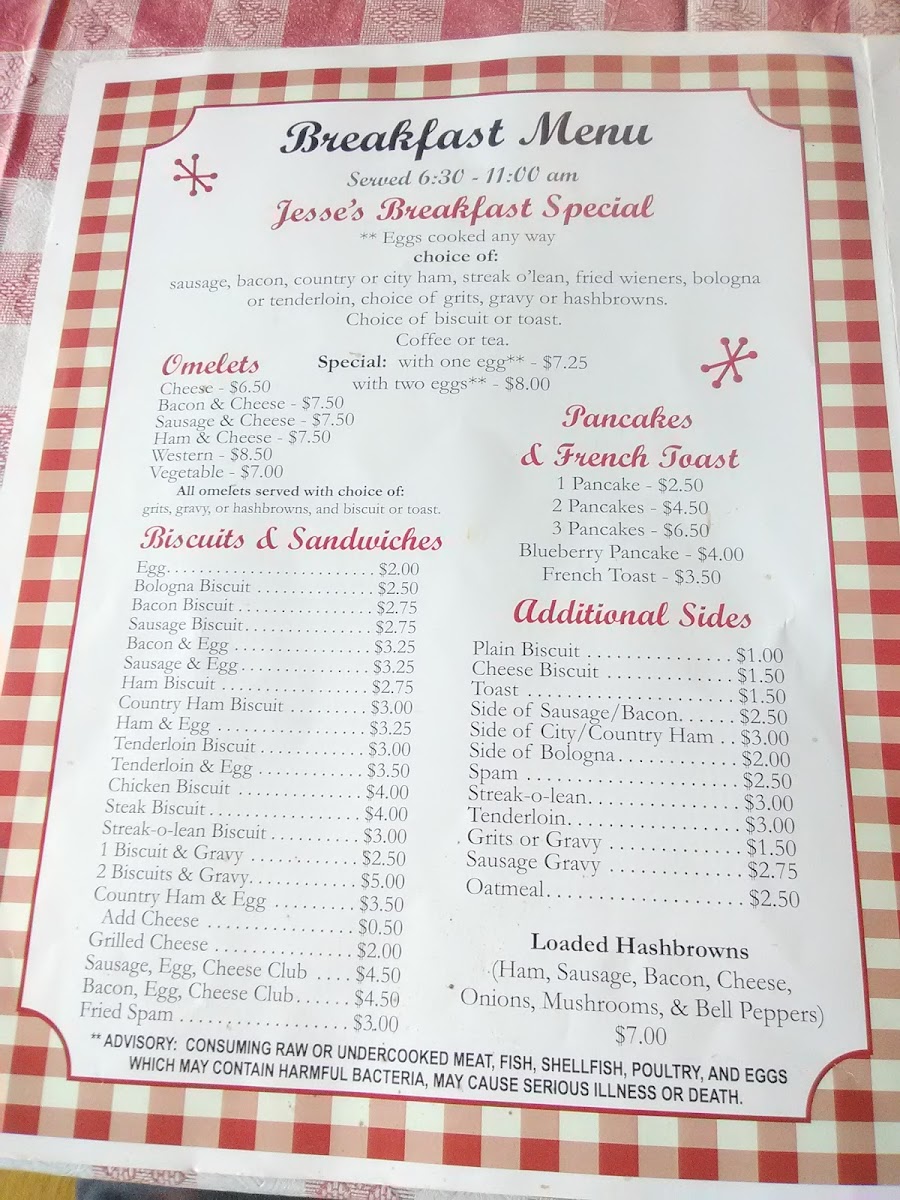 Breakfast Menu
Served 6:30 - 11:00 am
Jesse's Breakfast Special
** Eggs cooked any way
choice of:
sausage, bacon, country or city ham, streak o'lean, fried wieners, bologna
or tenderloin, choice of grits, gravy or hashbrowns.
Choice of biscuit or toast.
Coffee or tea.
Special: with one egg** - $7.25
with two eggs** - $8.00
Omelets
Cheese - $6.50
Bacon & Cheese - $7.50
Sausage & Cheese - $7.50
Ham & Cheese - $7.50
Western - $8.50
Vegetable - $7.00
All omelets served with choice of:
grits, gravy, or hashbrowns, and biscuit or toast.
Biscuits & Sandwiches
Egg. . . . . . . . . . . . . . . . . . . . . . . . . $2.00
Bologna Biscuit . . . . . . . . . . . . . . $2.50
Bacon Biscuit . . . . . . . . . . . . . . . . $2.75
Sausage Biscuit. . . . . . . . . . . . . . . $2.75
Bacon & Egg . . . . . . . . . . . . . . . . $3.25
Sausage & Egg. . . . . . . . . . . . . . . $3.25
Ham Biscuit . . . . . . . . . . . . . . . . . $2.75
Country Ham Biscuit . . . . . . . . . $3.00
Ham & Egg . . . . . . . . . . . . . . . . . $3.25
Tenderloin Biscuit . . . . . . . . . . . . $3.00
Tenderloin & Egg . . . . . . . . . . . . $3.50
Chicken Biscuit . . . . . . . . . . . . . . $4.00
Steak Biscuit . . . . . . . . . . . . . . . . . $4.00
Streak-o-lean Biscuit . . . . . . . . . . $3.00
1 Biscuit & Gravy . . . . . . . . . . . . $2.50
2 Biscuits & Gravy. . . . . . . . . . . . $5.00
Country Ham & Egg . . . . . . . . . $3.50
Add Cheese . . . . . . . . . . . . . . . . . $0.50
Grilled Cheese . . . . . . . . . . . . . . . $2.00
Sausage, Egg, Cheese Club . . . . $4.50
Bacon, Egg, Cheese Club. . . . . . $4.50
Fried Spam . . . . . . . . . . . . . . . . . . $3.00
Pancakes
& French Toast
1 Pancake - $2.50
2 Pancakes - $4.50
3 Pancakes - $6.50
Blueberry Pancake - $4.00
French Toast - $3.50
Additional Sides
Plain Biscuit . . . . . . . . . . . . . . . $1.00
Cheese Biscuit . . . . . . . . . . . . . $1.50
Toast . . . . . . . . . . . . . . . . . . . . . $1.50
Side of Sausage/Bacon. . . . . . $2.50
Side of City/Country Ham . . $3.00
Side of Bologna. . . . . . . . . . . . $2.00
Spam . . . . . . . . . . . . . . . . . . . . . $2.50
Streak-o-lean. . . . . . . . . . . . . . . $3.00
Tenderloin. . . . . . . . . . . . . . . . . $3.00
Grits or Gravy . . . . . . . . . . . . . $1.50
Sausage Gravy . . . . . . . . . . . . . $2.75
Oatmeal. . . . . . . . . . . . . . . . . . . $2.50
Loaded Hashbrowns
(Ham, Sausage, Bacon, Cheese,
Onions, Mushrooms, & Bell Peppers)
$7.00
** ADVISORY: CONSUMING RAW OR UNDERCOOKED MEAT, FISH, SHELLFISH, POULTRY, AND EGGS
WHICH MAY CONTAIN HARMFUL BACTERIA, MAY CAUSE SERIOUS ILLNESS OR DEATH.